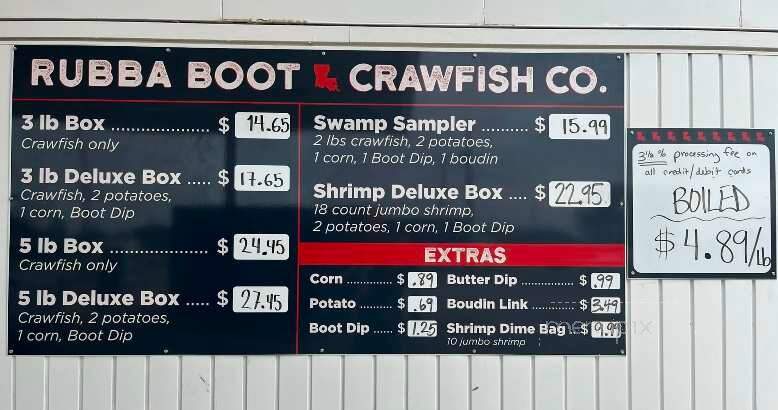 RUBBA BOOT CRAWFISH CO.
3 lb Box .................. $ 14.65
Crawfish only
3 lb Deluxe Box ..... $ 17.65
Crawfish, 2 potatoes,
1 corn, Boot Dip
5 lb Box .................. $ 24.45
Crawfish only
5 lb Deluxe Box ..... $ 27.45
Crawfish, 2 potatoes,
1 corn, Boot Dip
Swamp Sampler .......... $ 15.99
2 lbs crawfish, 2 potatoes,
1 corn, 1 Boot Dip, 1 boudin
Shrimp Deluxe Box .... $ 22.95
18 count jumbo shrimp,
2 potatoes, 1 corn, 1 Boot Dip
EXTRAS
Corn ............ $ .89
Potato ......... $ .69
Boot Dip ...... $ 1.25
Butter Dip ................ $ .99
Boudin Link ............. $ 3.49
Shrimp Dime Bag .. $ 9.99
10 jumbo shrimp
processing fee on
all credit/debit cards
BOILED
$4.89/lb